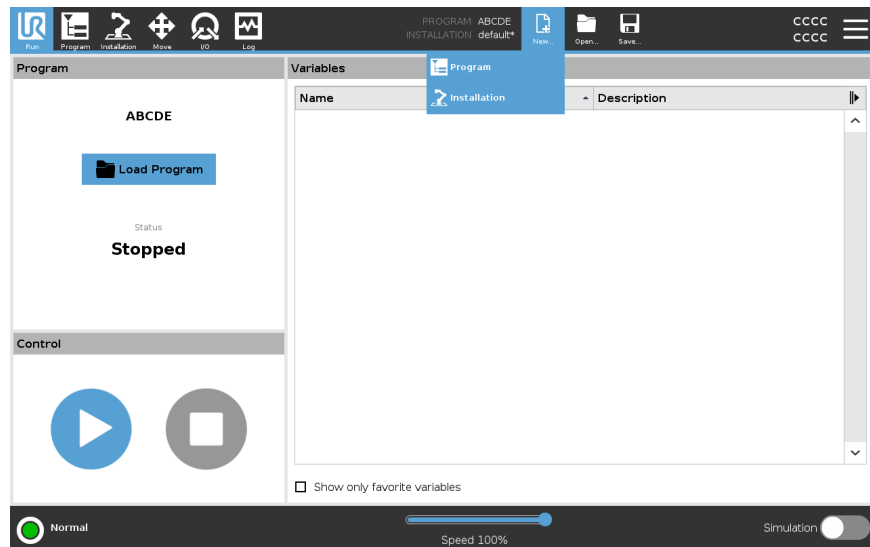 PROGRAM ABCDE
INSTALLATION default*
CCCC
CCCC
Run Program Installation Move I/O Log New... Open... Save...
Program
Variables
Program
Installation
Name
Description
ABCDE
Load Program
Status
Stopped
Control
Show only favorite variables
Normal
Speed 100%
Simulation